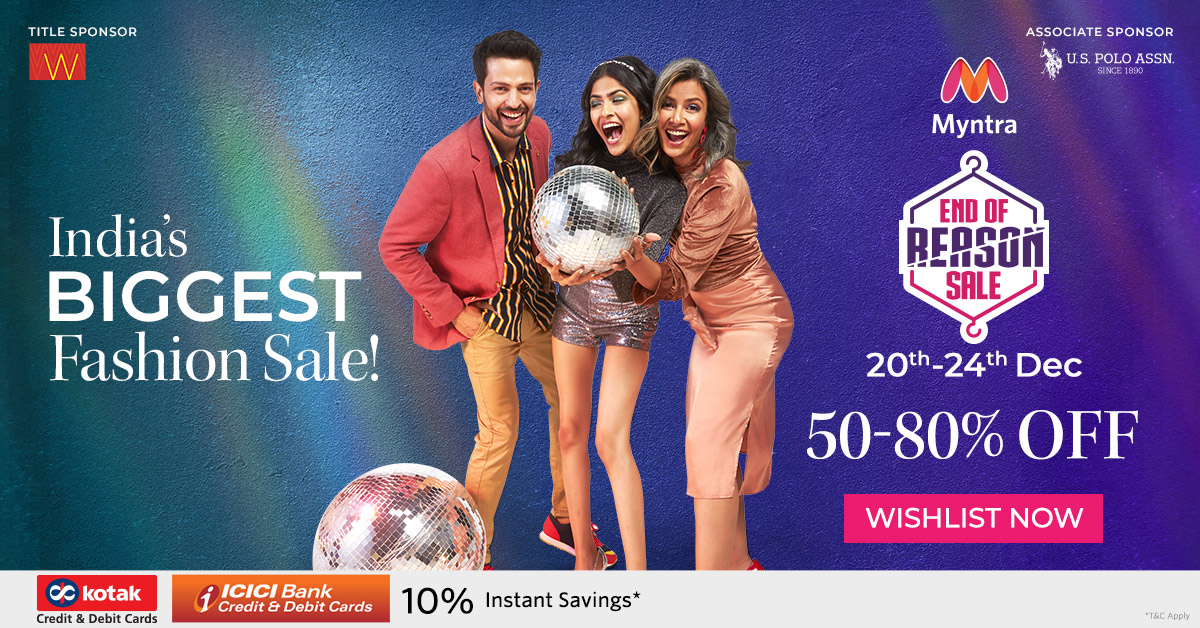 TITLE SPONSOR
W
ASSOCIATE SPONSOR
U.S. POLO ASSN.
SINCE 1890
Myntra
END OF
REASON
SALE
20th-24th Dec
50-80% OFF
WISHLIST NOW
India's
BIGGEST
Fashion Sale!
kotak
Credit & Debit Cards
ICICI Bank
Credit & Debit Cards
10% Instant Savings*
*T&C Apply